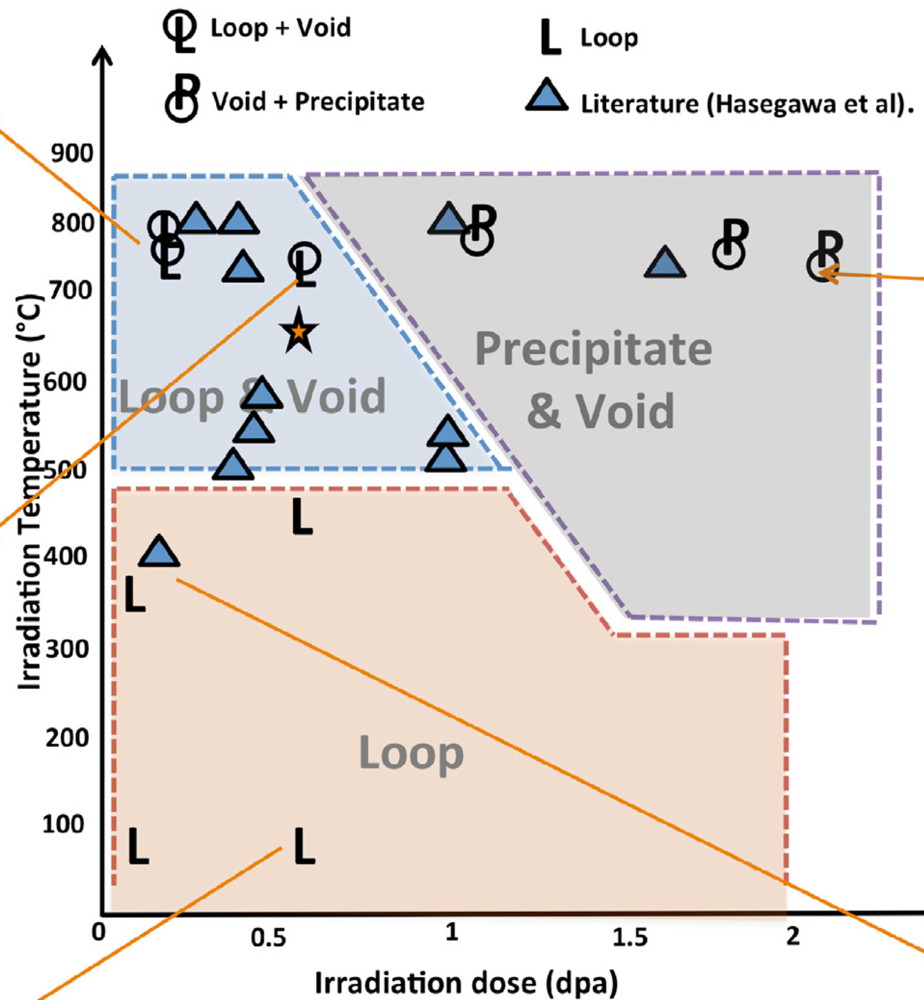 L Loop + Void
L Loop
P Void + Precipitate
Literature (Hasegawa et al).
900
800
700
600
500
400
300
200
100
Irradiation Temperature (°C)
L
L
L
P
P
P
Precipitate
& Void
Loop & Void
L
L
Loop
L
L
0
0.5
1
1.5
2
Irradiation dose (dpa)